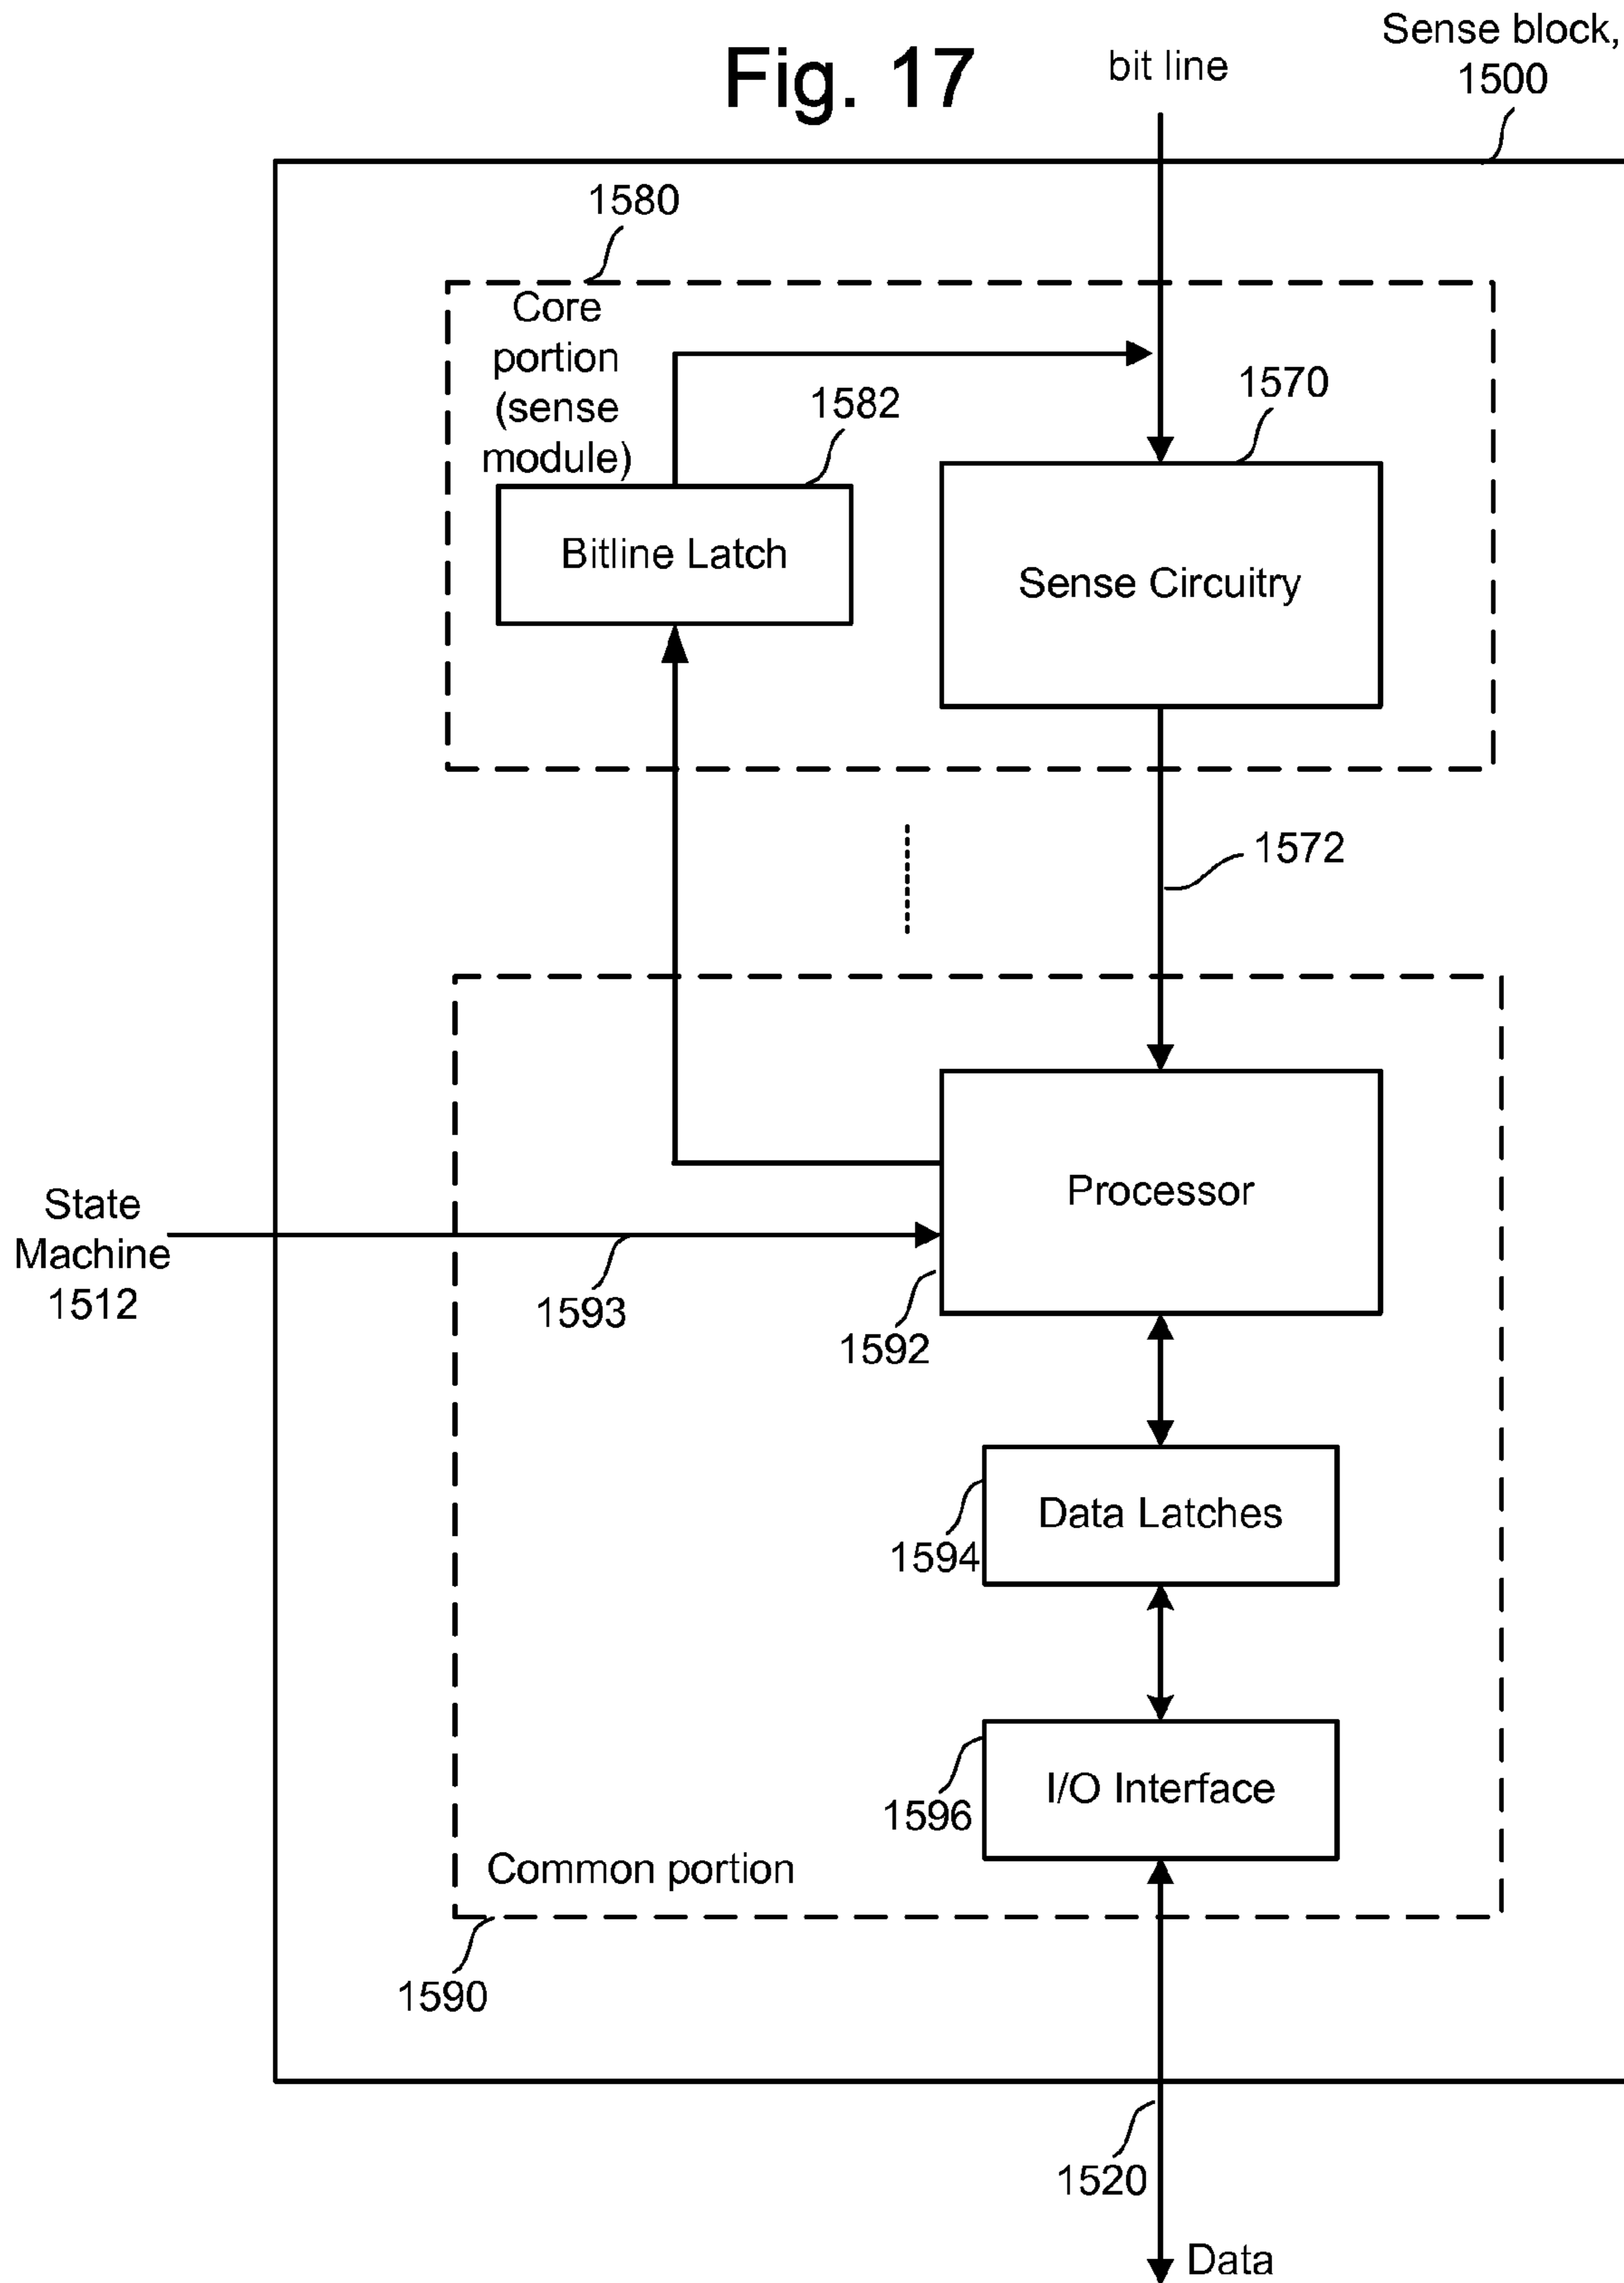 Fig. 17
bit line
Sense block,
1500
1580
Core
portion
(sense
module)
1582
1570
Bitline Latch
Sense Circuitry
1572
Processor
State
Machine
1512
1593
1592
Data Latches
1594
I/O Interface
1596
Common portion
1590
1520
Data